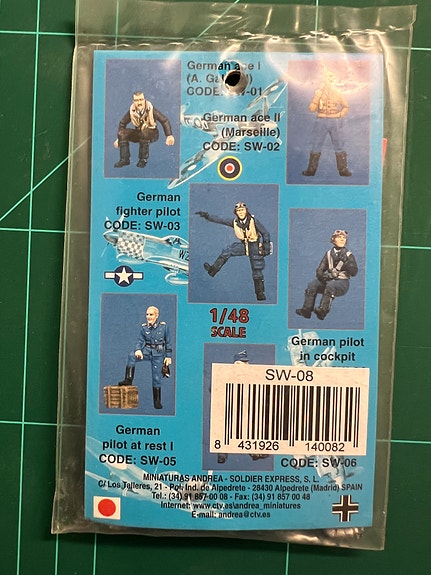 German ace I
(A. Ga
CODE: SW-01
German ace II
(Marseille)
CODE: SW-02
German
fighter pilot
CODE: SW-03
1/48
SCALE
German pilot
in cockpit
SW-08
8 431926 140082
German
pilot at rest I
CODE: SW-05
CODE: SW-06
MINIATURAS ANDREA - SOLDIER EXPRESS, S. L.
C/ Los Talleres, 21 - Pol. Ind. de Alpedrete - 28430 Alpedrete (Madrid) SPAIN
Tel.: (34) 91 857 00 08 - Fax: (34) 91 857 00 48
Internet: www.ctv.es/andrea_miniatures
E-mail: andrea@ctv.es